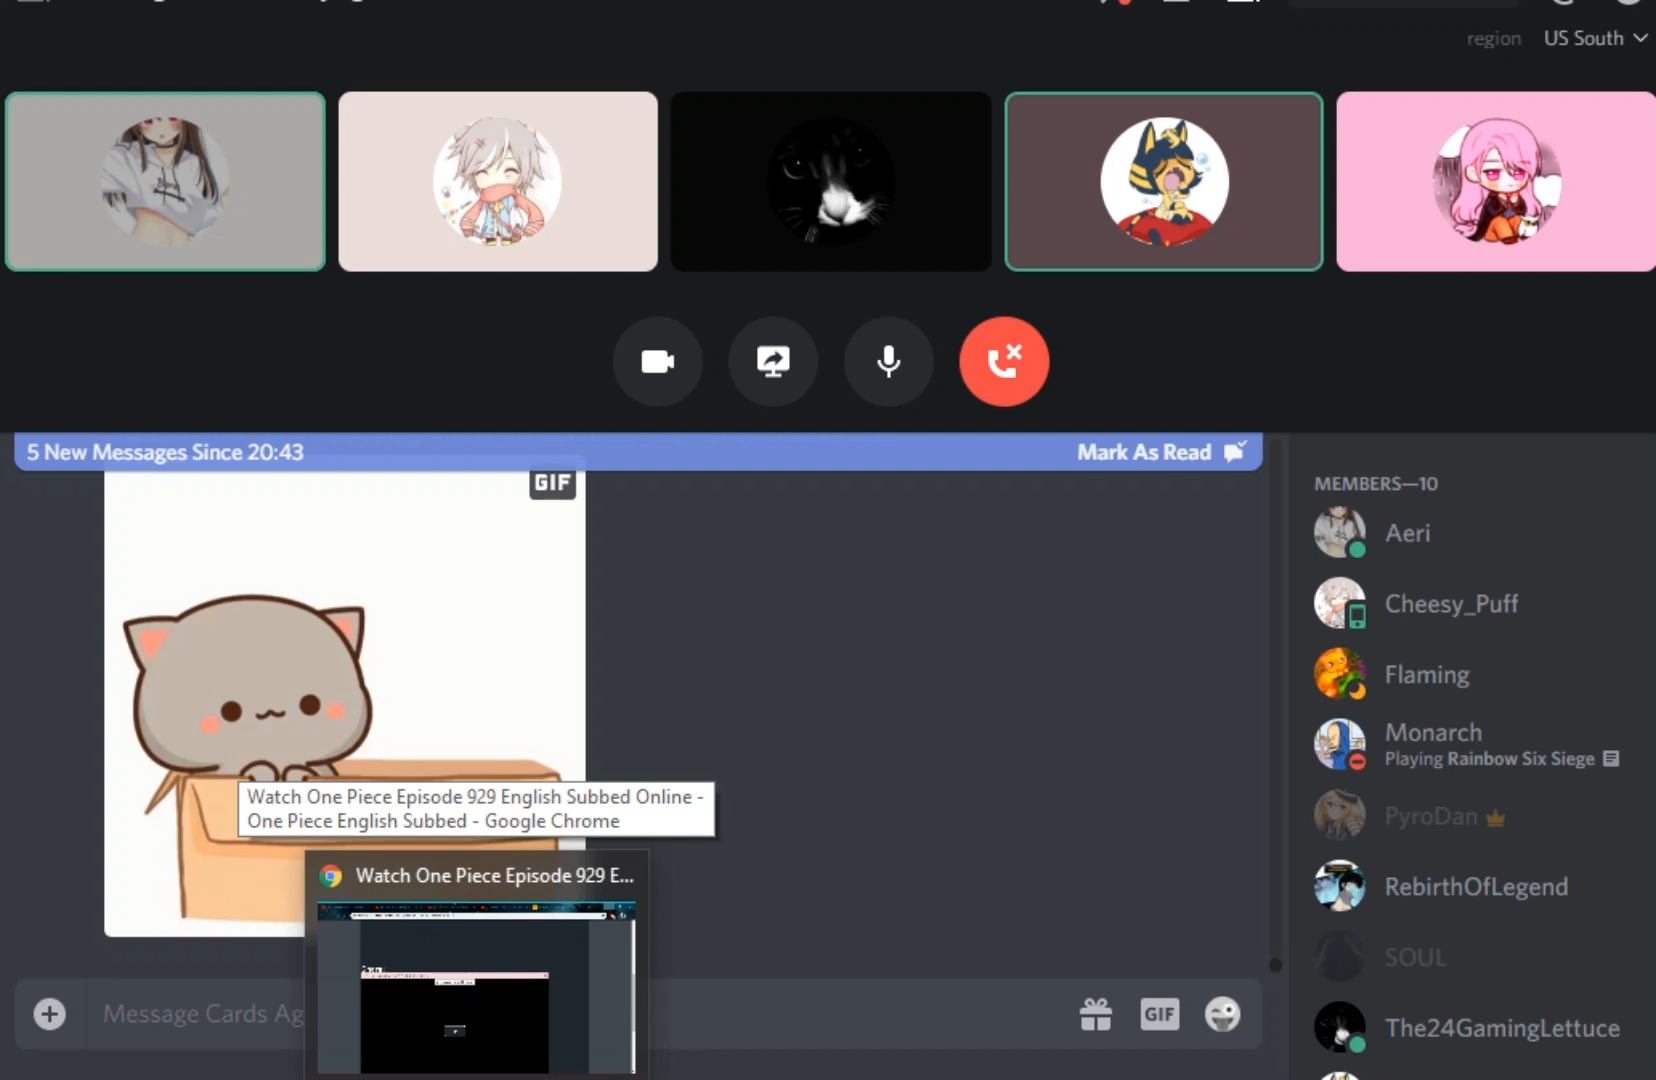 region US South
5 New Messages Since 20:43
Mark As Read
GIF
MEMBERS—10
Aeri
Cheesy_Puff
Flaming
Monarch
Playing Rainbow Six Siege
PyroDan
RebirthOfLegend
SOUL
The24GamingLettuce
Watch One Piece Episode 929 English Subbed Online -
One Piece English Subbed - Google Chrome
Watch One Piece Episode 929 E...
Message Cards Ag
GIF